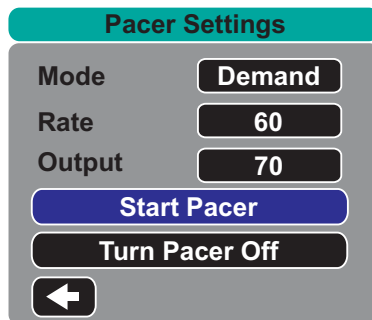 Pacer Settings
Mode Demand
Rate 60
Output 70
Start Pacer
Turn Pacer Off